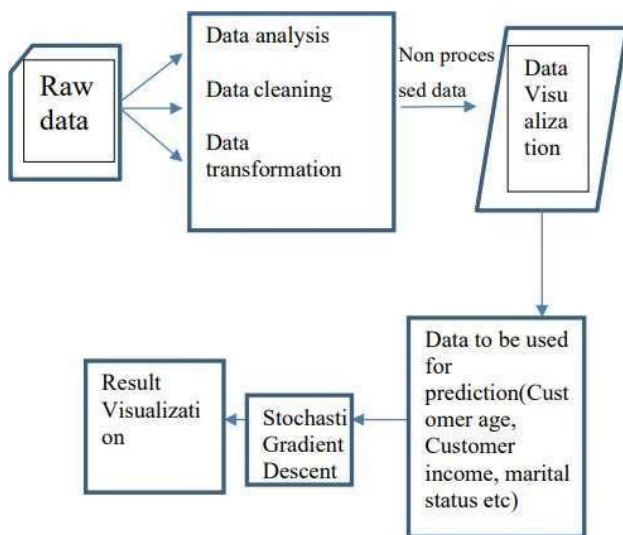 Raw
data
Data analysis
Data cleaning
Data
transformation
Non proces
sed data
Data
Visu
aliza
tion
Data to be used
for
prediction(Cust
omer age,
Customer
income, marital
status etc)
Stochasti
Gradient
Descent
Result
Visualizati
on